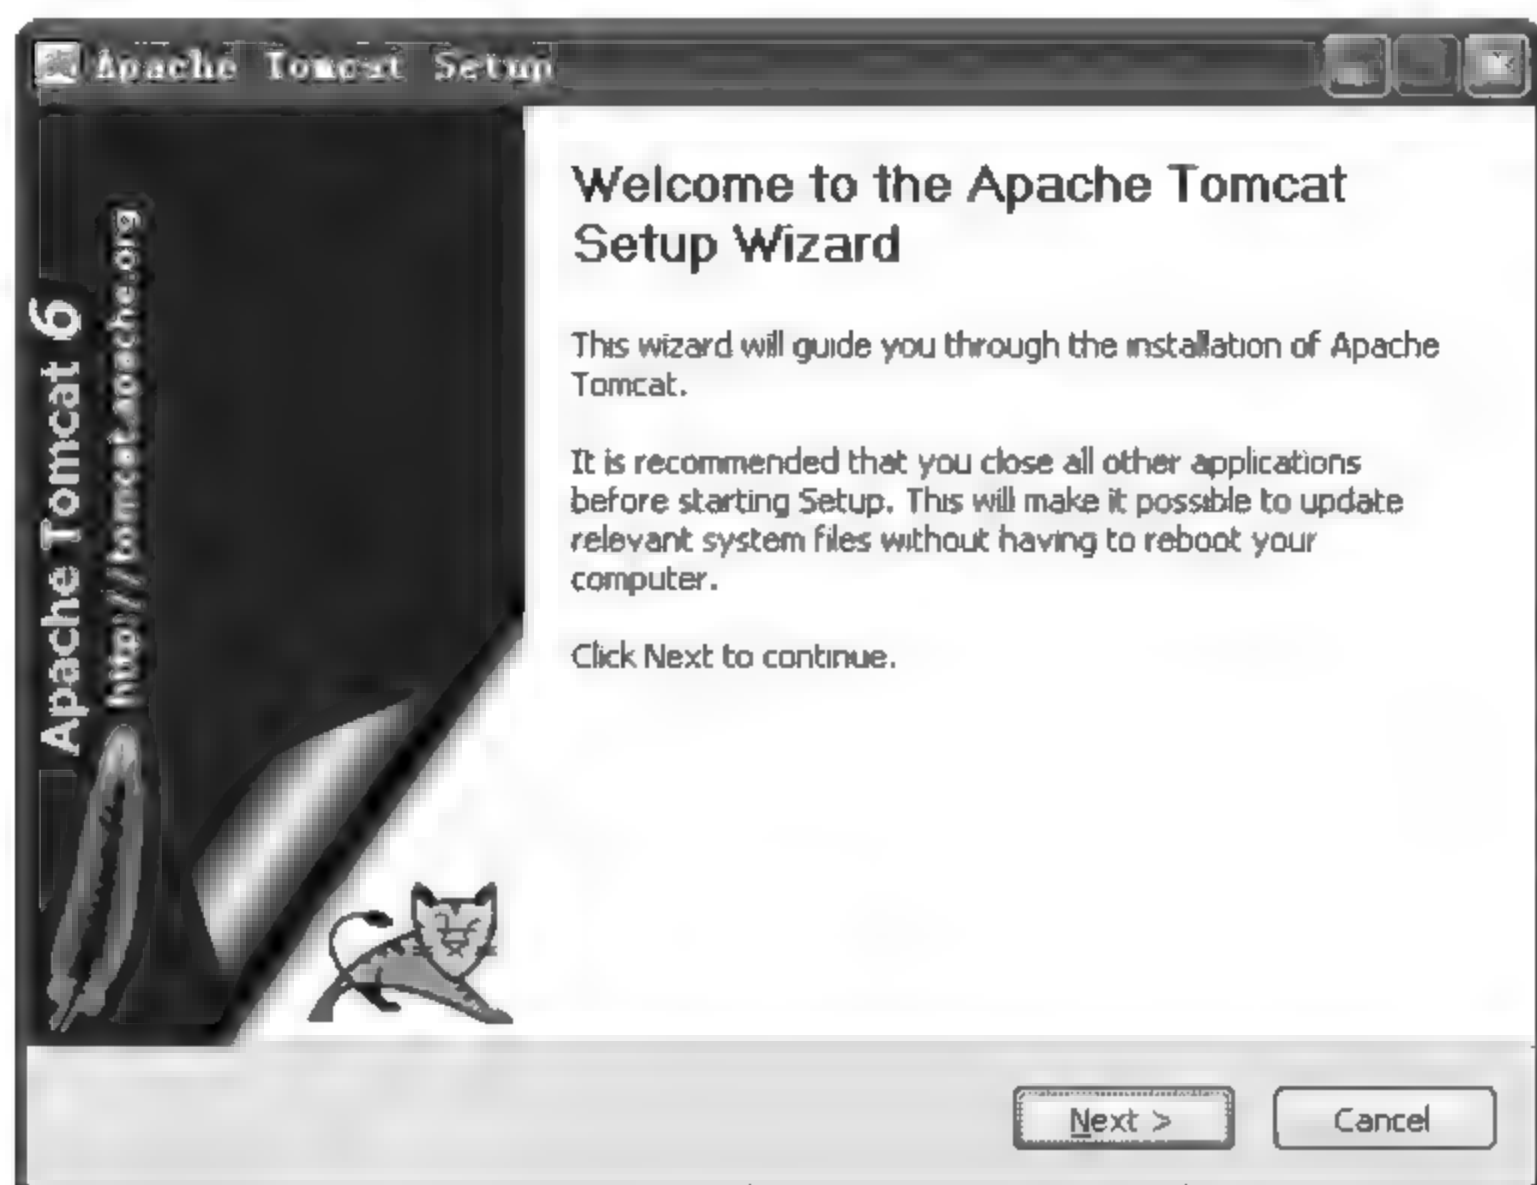 Apache Tomcat Setup
Apache Tomcat 6
http://tomcat.apache.org
Welcome to the Apache Tomcat
Setup Wizard
This wizard will guide you through the installation of Apache
Tomcat.
It is recommended that you close all other applications
before starting Setup. This will make it possible to update
relevant system files without having to reboot your
computer.
Click Next to continue.
Next >
Cancel